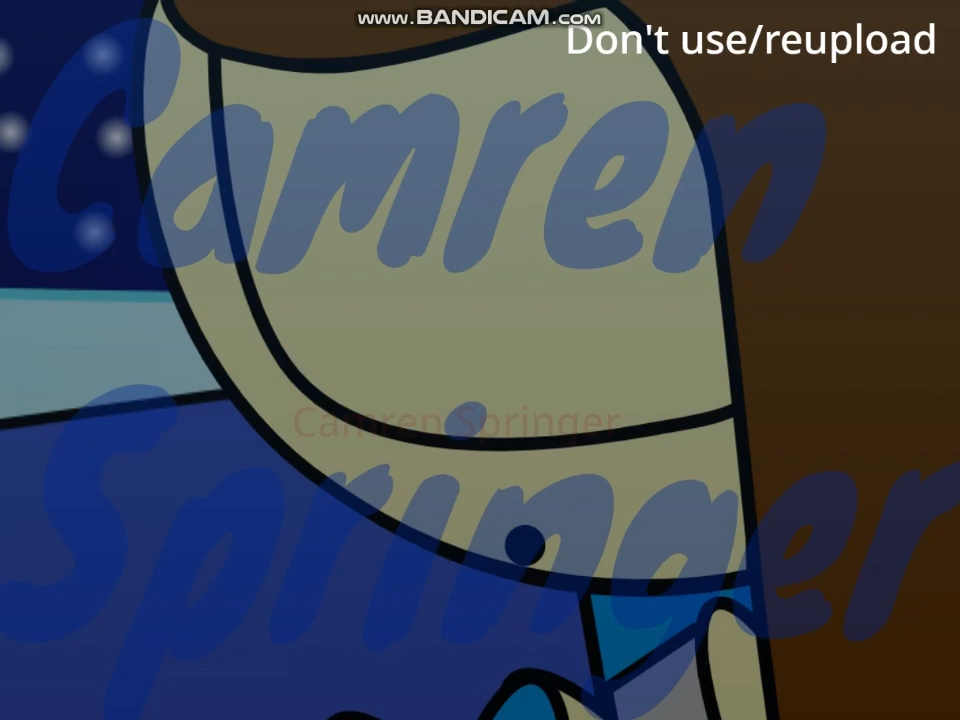 www.BANDICAM.com
Don't use/reupload
Camren
Camren Springer
Springer